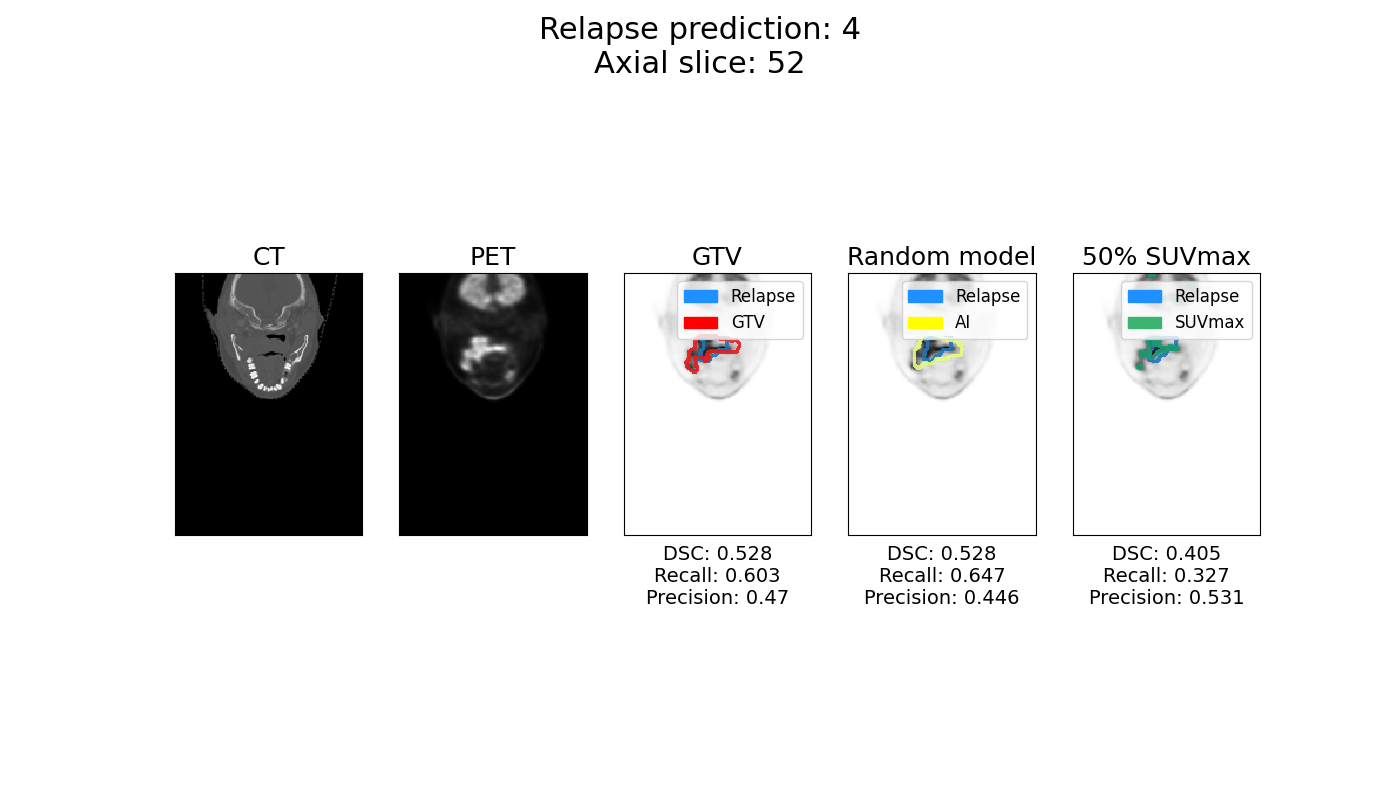 Relapse prediction: 4
Axial slice: 52
CT
PET
GTV
Random model
50% SUVmax
Relapse
GTV
Relapse
AI
Relapse
SUVmax
DSC: 0.528
Recall: 0.603
Precision: 0.47
DSC: 0.528
Recall: 0.647
Precision: 0.446
DSC: 0.405
Recall: 0.327
Precision: 0.531